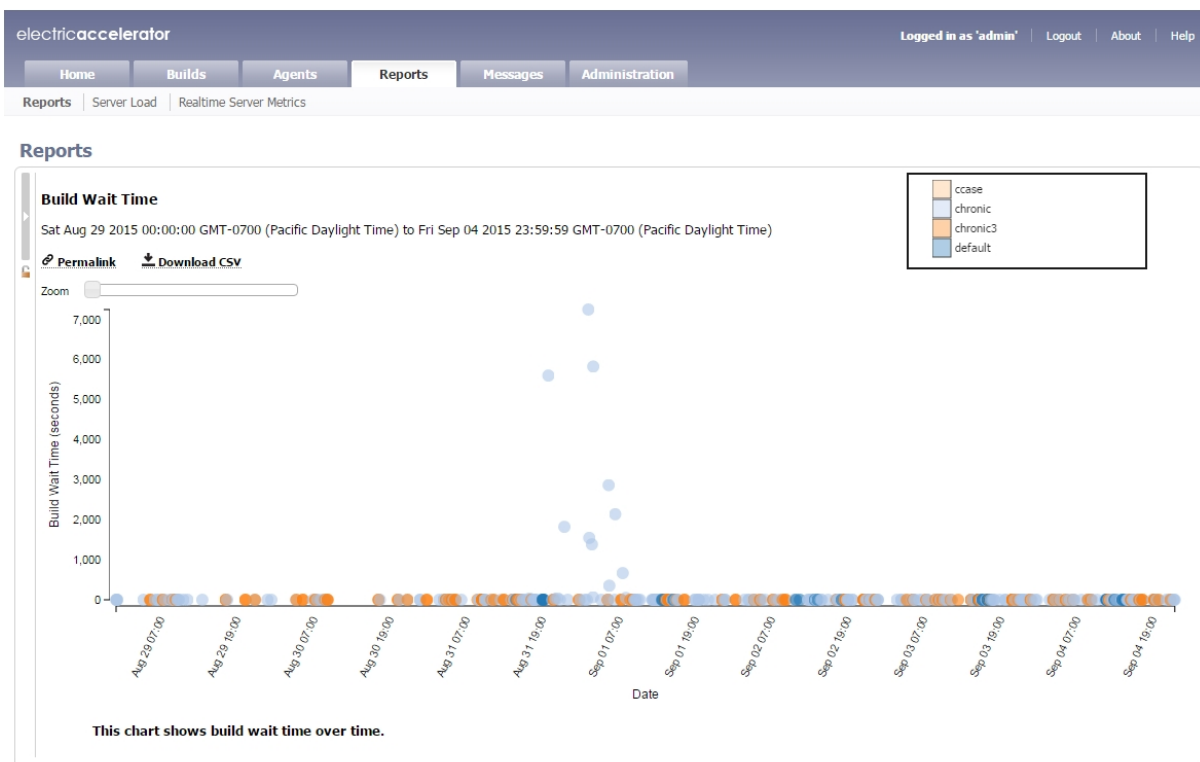 electricaccelerator
Logged in as 'admin' Logout About Help
Home Builds Agents Reports Messages Administration
Reports Server Load Realtime Server Metrics
Reports
ccase
chronic
chronic3
default
Build Wait Time
Sat Aug 29 2015 00:00:00 GMT-0700 (Pacific Daylight Time) to Fri Sep 04 2015 23:59:59 GMT-0700 (Pacific Daylight Time)
Permalink Download CSV
Zoom
7,000
6,000
5,000
4,000
3,000
2,000
1,000
0
Build Wait Time (seconds)
Aug 29 07:00
Aug 29 19:00
Aug 30 07:00
Aug 30 19:00
Aug 31 07:00
Aug 31 19:00
Sep 01 07:00
Sep 01 19:00
Sep 02 07:00
Sep 02 19:00
Sep 03 07:00
Sep 03 19:00
Sep 04 07:00
Sep 04 19:00
Date
This chart shows build wait time over time.